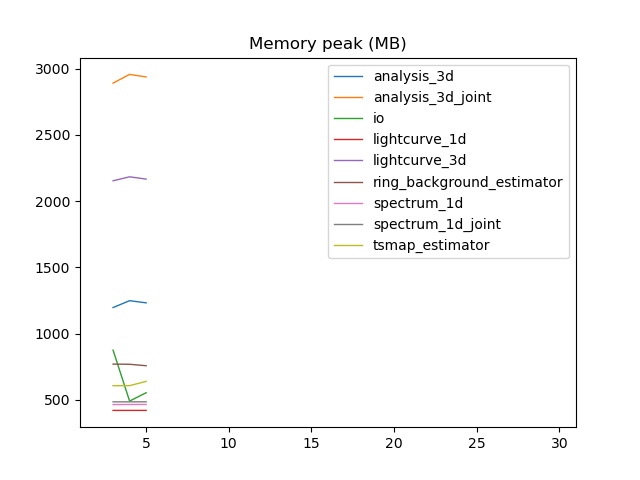 Memory peak (MB)
3000
2500
2000
1500
1000
500
5
10
15
20
25
30
analysis_3d
analysis_3d_joint
io
lightcurve_1d
lightcurve_3d
ring_background_estimator
spectrum_1d
spectrum_1d_joint
tsmap_estimator